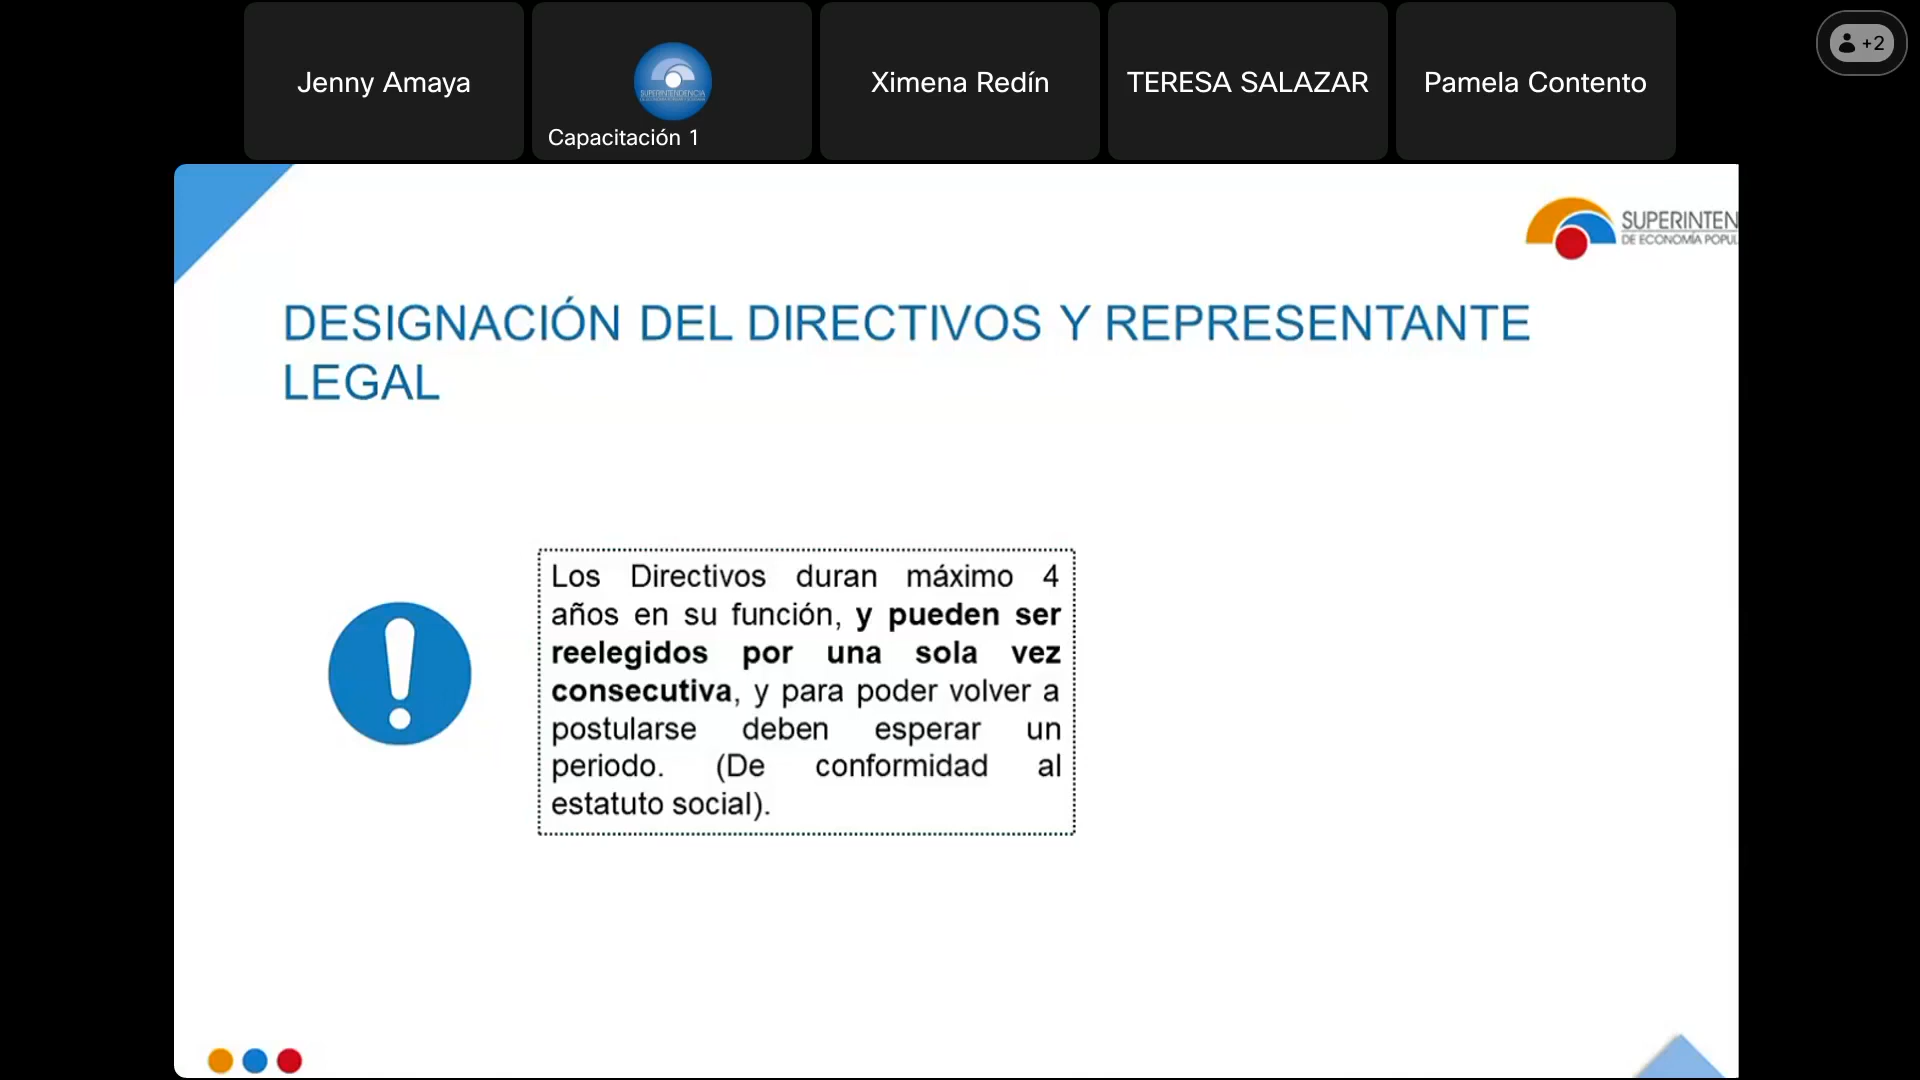 Jenny Amaya
Capacitación 1
Ximena Redín
TERESA SALAZAR
Pamela Contento
+2
SUPERINTEN
DE ECONOMÍA POPUL
DESIGNACIÓN DEL DIRECTIVOS Y REPRESENTANTE
LEGAL
Los Directivos duran máximo 4
años en su función, y pueden ser
reelegidos por una sola vez
consecutiva, y para poder volver a
postularse deben esperar un
periodo. (De conformidad al
estatuto social).